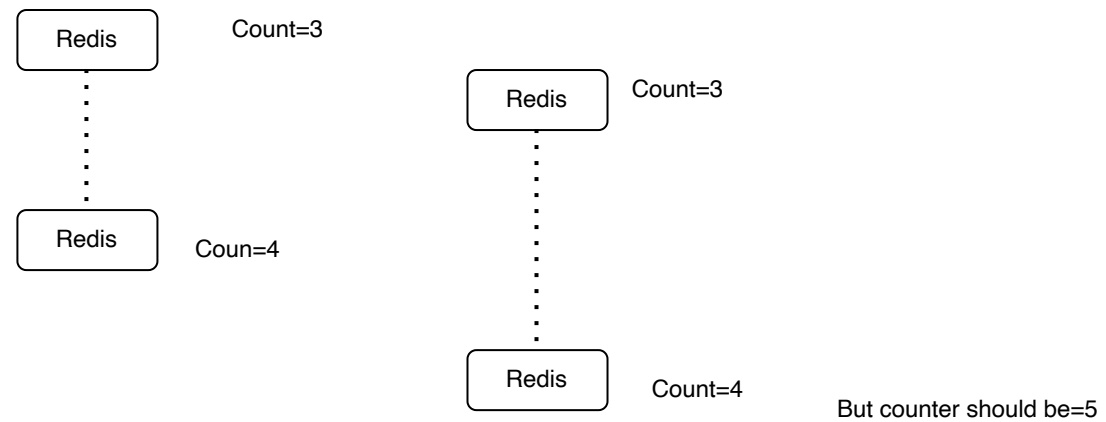 Redis
Count=3
Redis
Coun=4
Redis
Count=3
Redis
Count=4
But counter should be=5